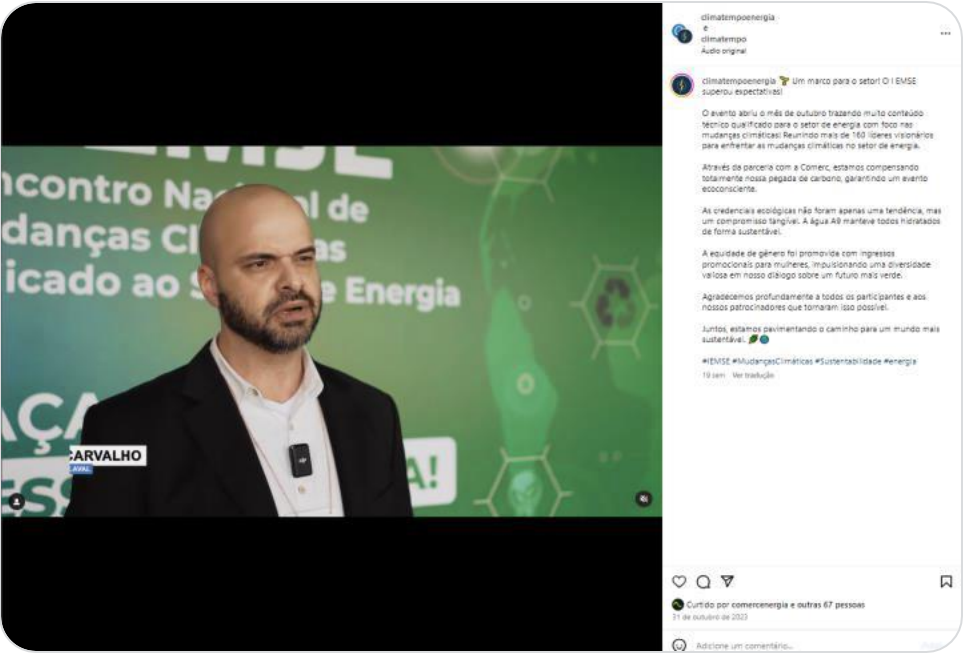 IEMSE
ncontro Na l de
danças Cl as
icado ao S e Energia
AÇA
ESS
A!
CARVALHO
LAVAL
climatempoenergia
e
climatempo
Áudio original
climatempoenergia Um marco para o setor! O I EMSE
superou expectativas!
O evento abriu o mês de outubro trazendo muito conteúdo
técnico qualificado para o setor de energia com foco nas
mudanças climáticas! Reunindo mais de 160 líderes visionários
para enfrentar as mudanças climáticas no setor de energia.
Através da parceria com a Comerc, estamos compensando
totalmente nossa pegada de carbono, garantindo um evento
ecoconsciente.
As credenciais ecológicas não foram apenas uma tendência, mas
um compromisso tangível. A água A9 manteve todos hidratados
de forma sustentável.
A equidade de gênero foi promovida com ingressos
promocionais para mulheres, impulsionando uma diversidade
valiosa em nosso diálogo sobre um futuro mais verde.
Agradecemos profundamente a todos os participantes e aos
nossos patrocinadores que tornaram isso possível.
Juntos, estamos pavimentando o caminho para um mundo mais
sustentável.
#IEMSE #MudançasClimáticas #Sustentabilidade #energia
19 sem Ver tradução
Curtido por comercenergia e outras 67 pessoas
31 de outubro de 2023
Adicione um comentário...